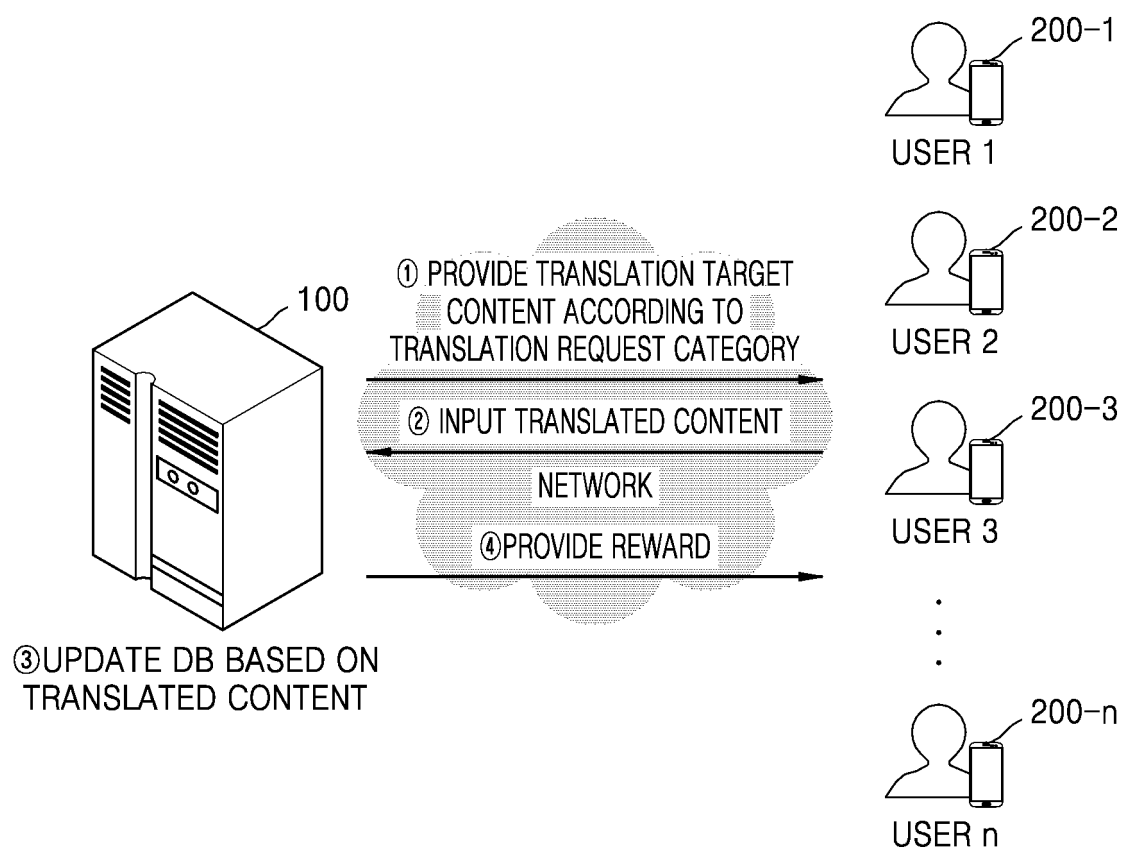 200-1
USER 1
200-2
USER 2
① PROVIDE TRANSLATION TARGET
CONTENT ACCORDING TO
TRANSLATION REQUEST CATEGORY
100
② INPUT TRANSLATED CONTENT
200-3
NETWORK
USER 3
④PROVIDE REWARD
③UPDATE DB BASED ON
TRANSLATED CONTENT
200-n
USER n